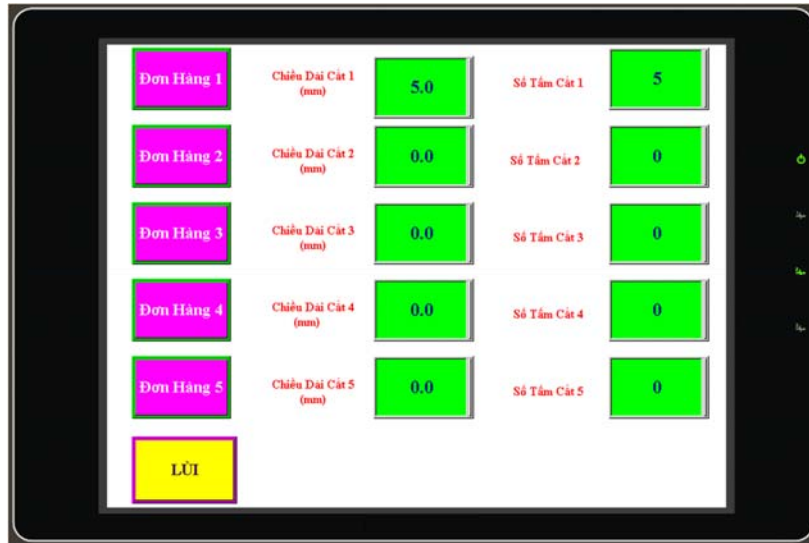 Đơn Hàng 1
Chiều Dài Cắt 1
(mm)
5.0
Số Tấm Cắt 1
5
Đơn Hàng 2
Chiều Dài Cắt 2
(mm)
0.0
Số Tấm Cắt 2
0
Đơn Hàng 3
Chiều Dài Cắt 3
(mm)
0.0
Số Tấm Cắt 3
0
Đơn Hàng 4
Chiều Dài Cắt 4
(mm)
0.0
Số Tấm Cắt 4
0
Đơn Hàng 5
Chiều Dài Cắt 5
(mm)
0.0
Số Tấm Cắt 5
0
LÙI